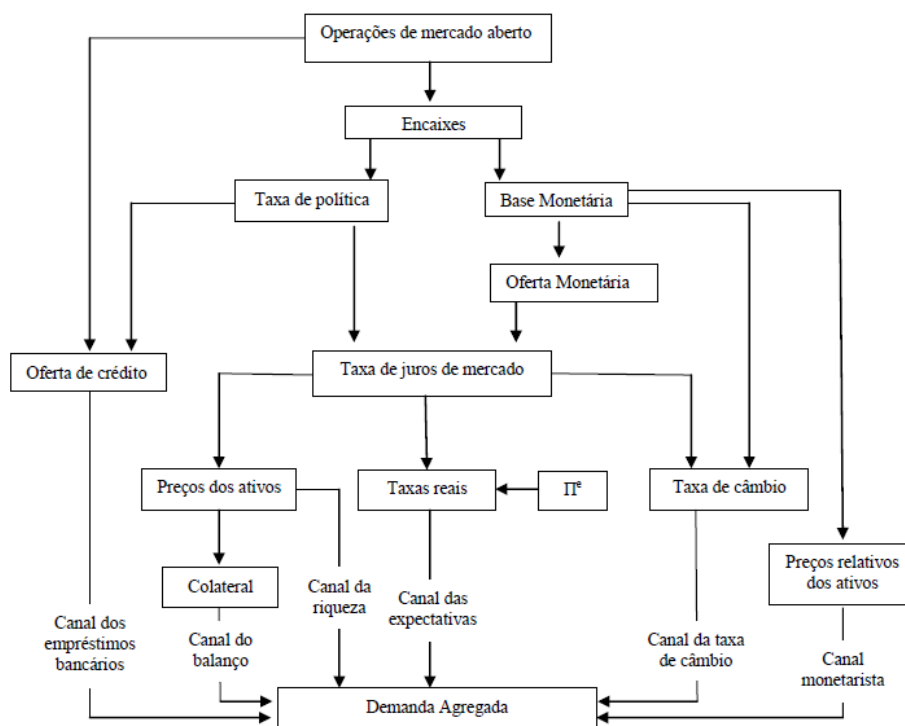 Operações de mercado aberto
Encaixes
Taxa de política
Base Monetária
Oferta Monetária
Oferta de crédito
Taxa de juros de mercado
Preços dos ativos
Taxas reais
Πᵉ
Taxa de câmbio
Preços relativos
dos ativos
Colateral
Canal da
riqueza
Canal das
expectativas
Canal dos
empréstimos
bancários
Canal do
balanço
Canal da taxa
de câmbio
Canal
monetarista
Demanda Agregada